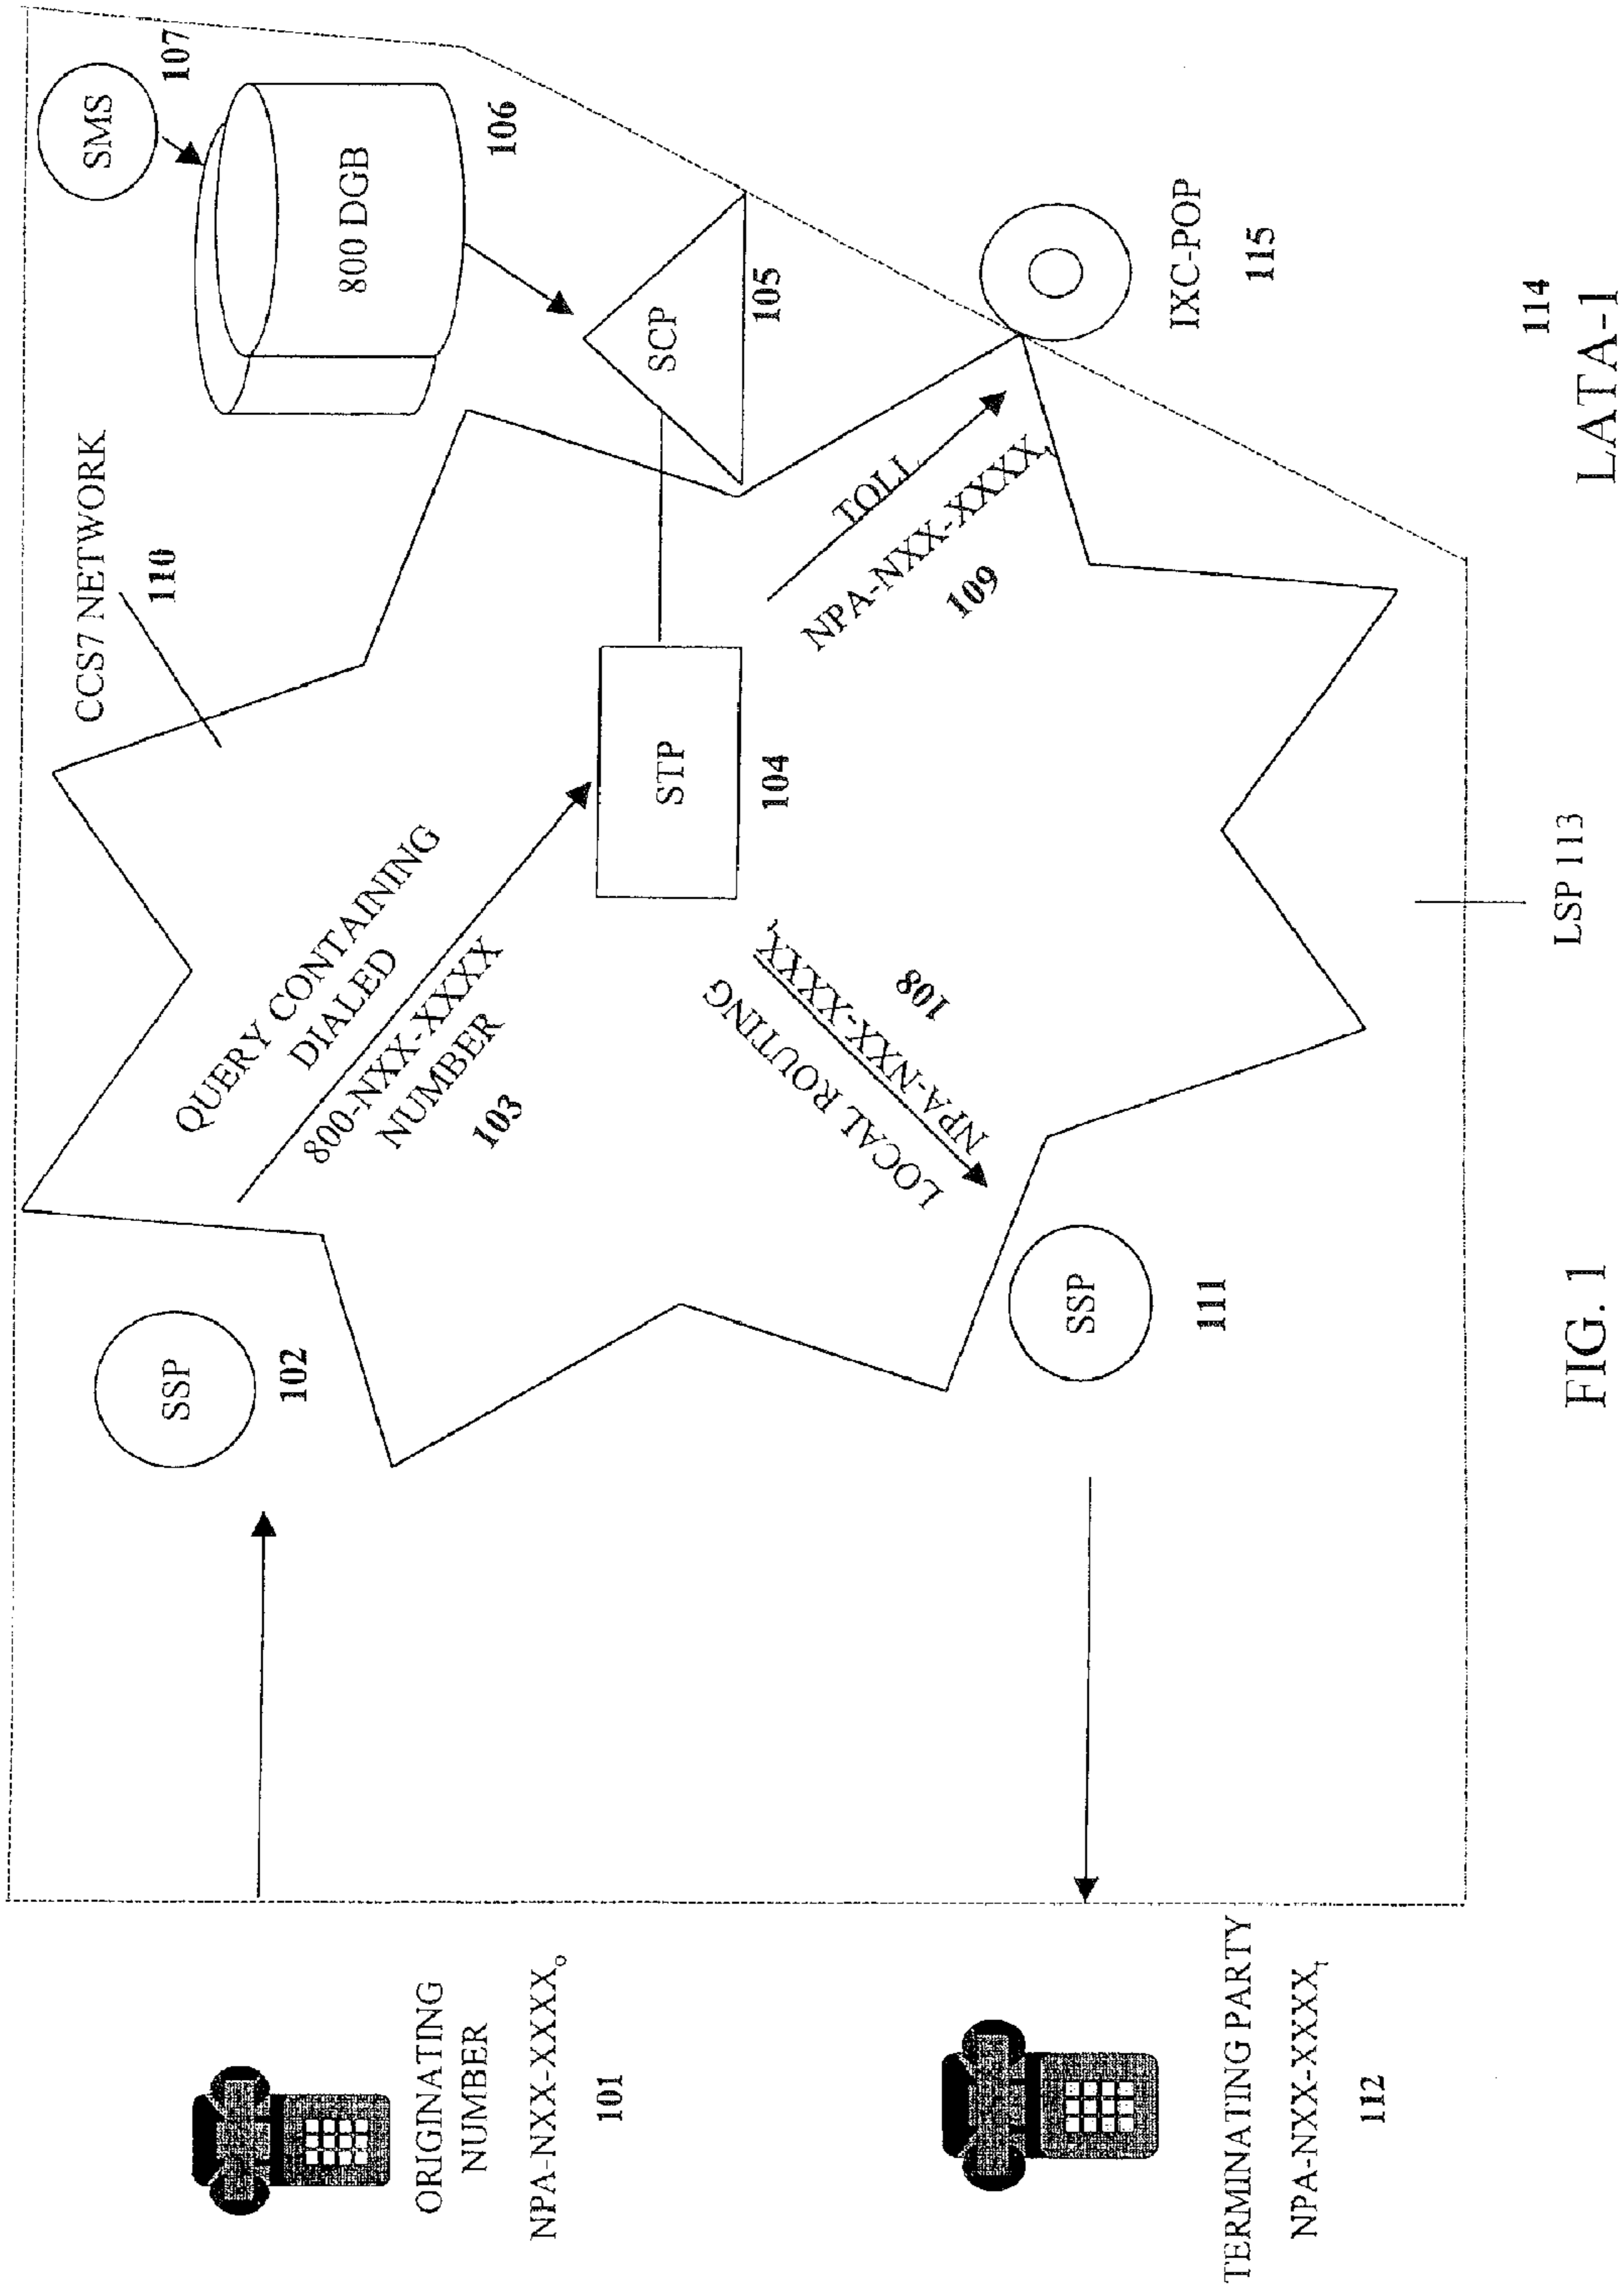 SMS
107
CCS7 NETWORK
110
800 DGB
106
SSP
102
QUERY CONTAINING
DIALED
800-NXX-XXXX
NUMBER
103
SCP
105
STP
104
ORIGINATING
NUMBER
NPA-NXX-XXXXo
101
TOLL
NPA-NXX-XXXXt
109
LOCAL ROUTING
NPA-NXX-XXXXt
108
IXC-POP
115
SSP
111
TERMINATING PARTY
NPA-NXX-XXXXt
112
LSP 113
114
LATA-1
FIG. 1